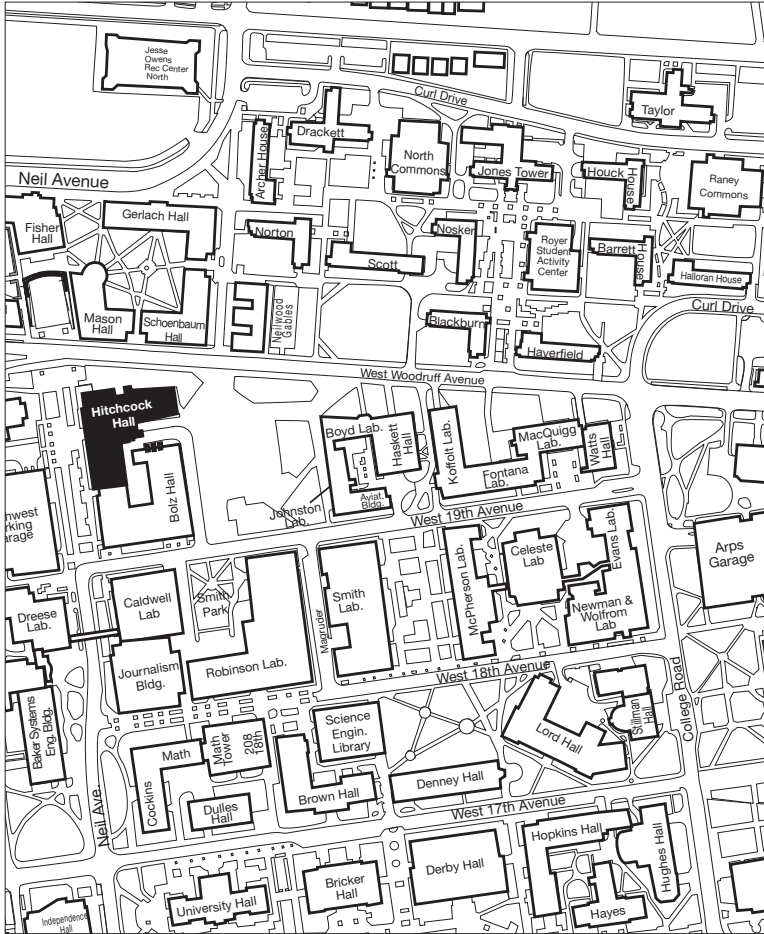 Jesse
Owens
Rec Center
North
Curl Drive
Taylor
Drackett
Archer House
North
Commons
Jones Tower
Houck
House
Raney
Commons
Neil Avenue
Fisher
Hall
Gerlach Hall
Norton
Scott
Nosker
Royer
Student
Activity
Center
Barrett
House
Halloran House
Curl Drive
Mason
Hall
Schoenbaum
Hall
Neilwood
Gables
Blackburn
Haverfield
West Woodruff Avenue
Hitchcock
Hall
Boyd Lab.
Haskett
Hall
Koffolt Lab.
MacQuigg
Lab.
Watts
Hall
Fontana
Lab.
Bolz Hall
Aviat.
Bldg.
Johnston
Lab.
West 19th Avenue
nwest
rking
arage
Dreese
Lab.
Caldwell
Lab
Smith
Park
Magruder
Smith
Lab.
McPherson Lab.
Celeste
Lab
Evans Lab.
Newman &
Wolfrom Lab
Arps
Garage
Journalism
Bldg.
Robinson Lab.
West 18th Avenue
Baker Systems
Eng. Bldg.
Science
Engin.
Library
Lord Hall
Stillman
Hall
College Road
Math
Math
Tower
208
18th
Cockins
Dulles
Hall
Brown Hall
Denney Hall
Neil Ave.
West 17th Avenue
Hopkins Hall
Hughes Hall
Derby Hall
Bricker
Hall
University Hall
Independence
Hall
Hayes